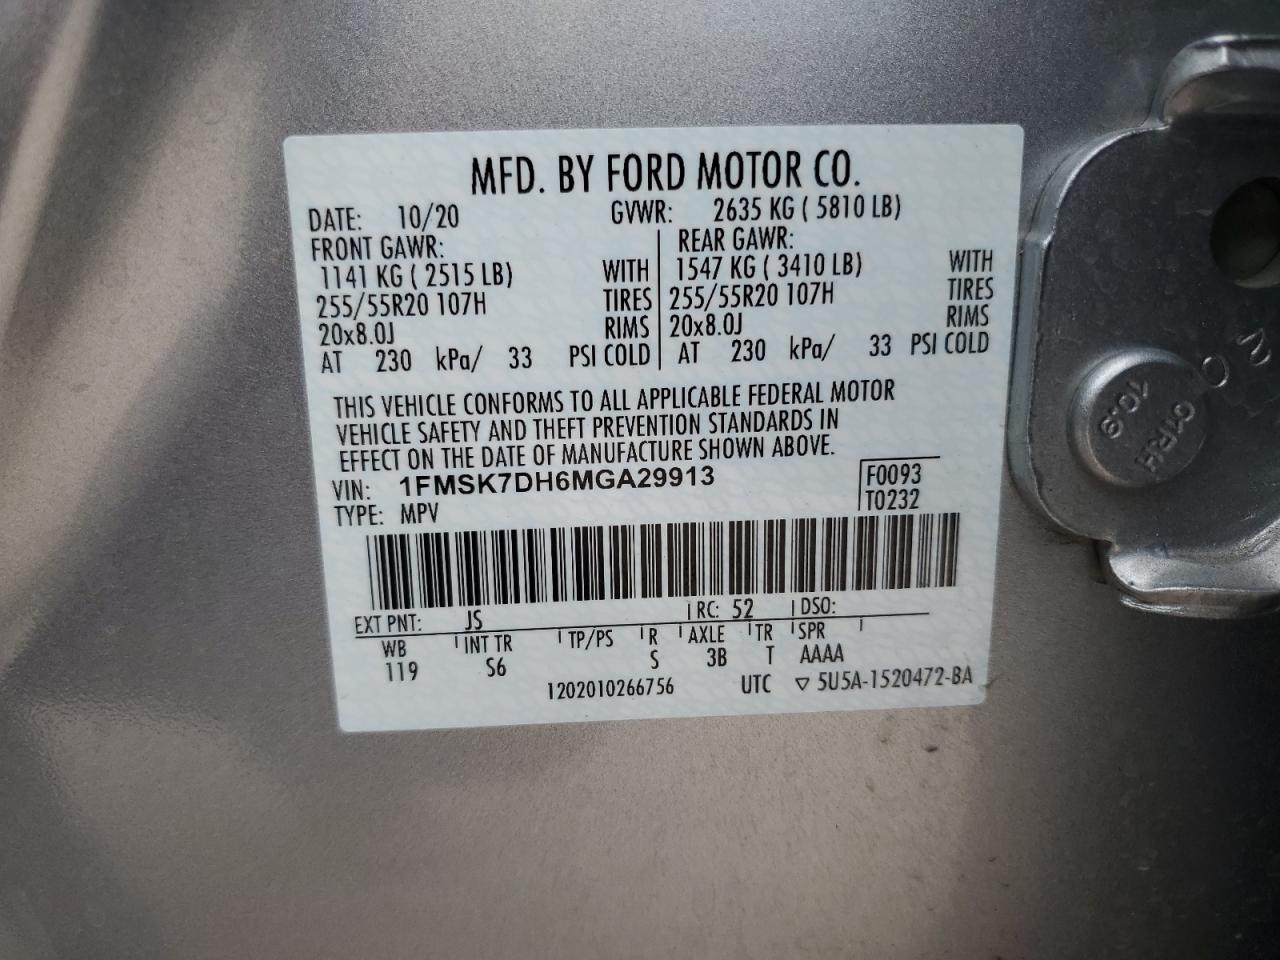 MFD. BY FORD MOTOR CO.
DATE: 10/20 GVWR: 2635 KG ( 5810 LB)
FRONT GAWR: REAR GAWR:
1141 KG ( 2515 LB) WITH 1547 KG ( 3410 LB) WITH
255/55R20 107H TIRES 255/55R20 107H TIRES
20x8.0J RIMS 20x8.0J RIMS
AT 230 kPa/ 33 PSI COLD AT 230 kPa/ 33 PSI COLD
THIS VEHICLE CONFORMS TO ALL APPLICABLE FEDERAL MOTOR
VEHICLE SAFETY AND THEFT PREVENTION STANDARDS IN
EFFECT ON THE DATE OF MANUFACTURE SHOWN ABOVE.
VIN: 1FMSK7DH6MGA29913 F0093
TYPE: MPV T0232
EXT PNT: JS RC: 52 DSO:
WB INT TR TP/PS R AXLE TR SPR
119 S6 S 3B T AAAA
1202010266756 UTC ▽ 5U5A-1520472-BA
20
OTRH
10.9